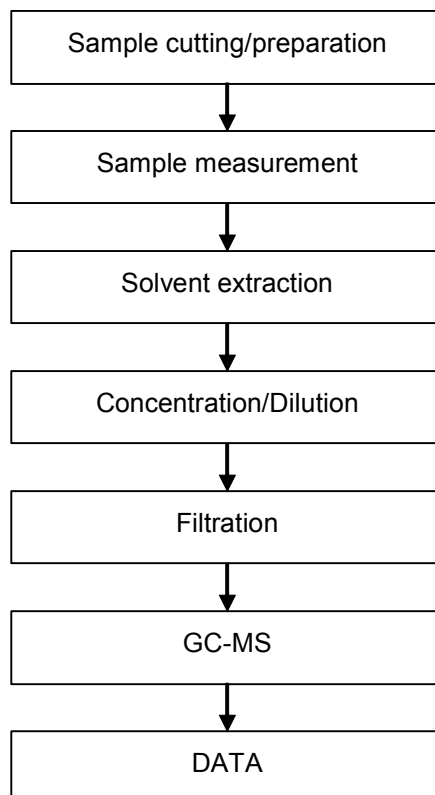 Sample cutting/preparation
Sample measurement
Solvent extraction
Concentration/Dilution
Filtration
GC-MS
DATA